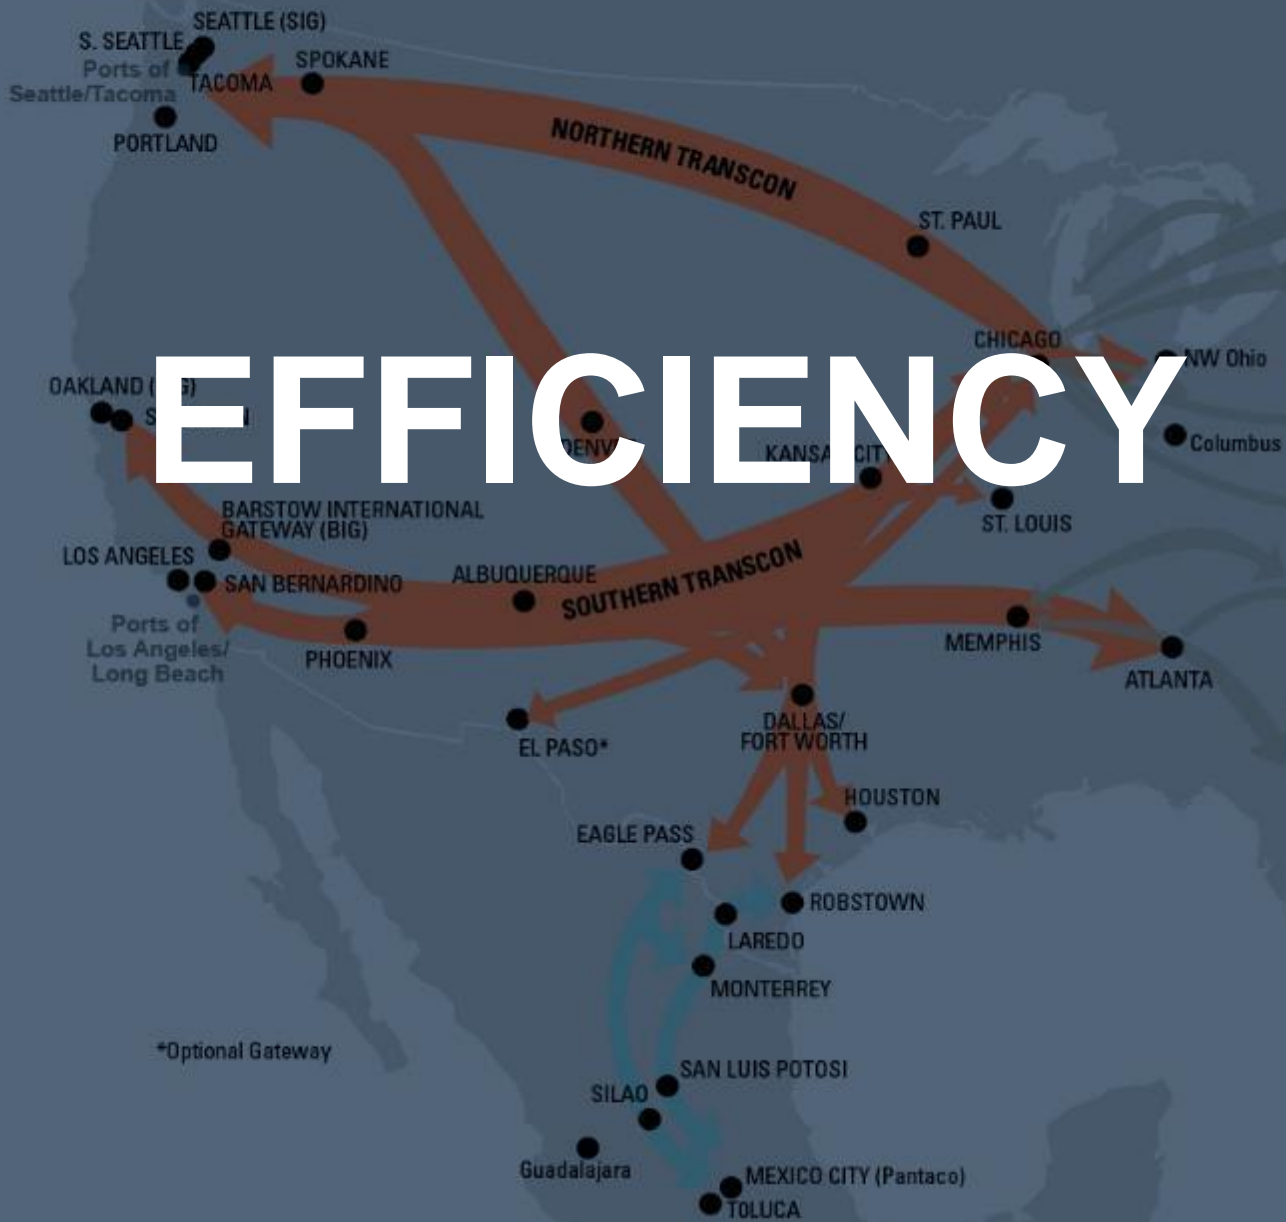 SEATTLE (SIG)
S. SEATTLE
Ports of
Seattle/Tacoma
TACOMA
SPOKANE
PORTLAND
NORTHERN TRANSCON
ST. PAUL
CHICAGO
NW Ohio
EFFICIENCY
OAKLAND
Columbus
ST. LOUIS
BARSTOW INTERNATIONAL
GATEWAY (BIG)
LOS ANGELES
SAN BERNARDINO
ALBUQUERQUE
SOUTHERN TRANSCON
Ports of
Los Angeles/
Long Beach
PHOENIX
MEMPHIS
ATLANTA
EL PASO*
DALLAS/
FORT WORTH
HOUSTON
EAGLE PASS
ROBSTOWN
LAREDO
MONTERREY
*Optional Gateway
SAN LUIS POTOSI
SILAO
Guadalajara
MEXICO CITY (Pantaco)
TOLUCA